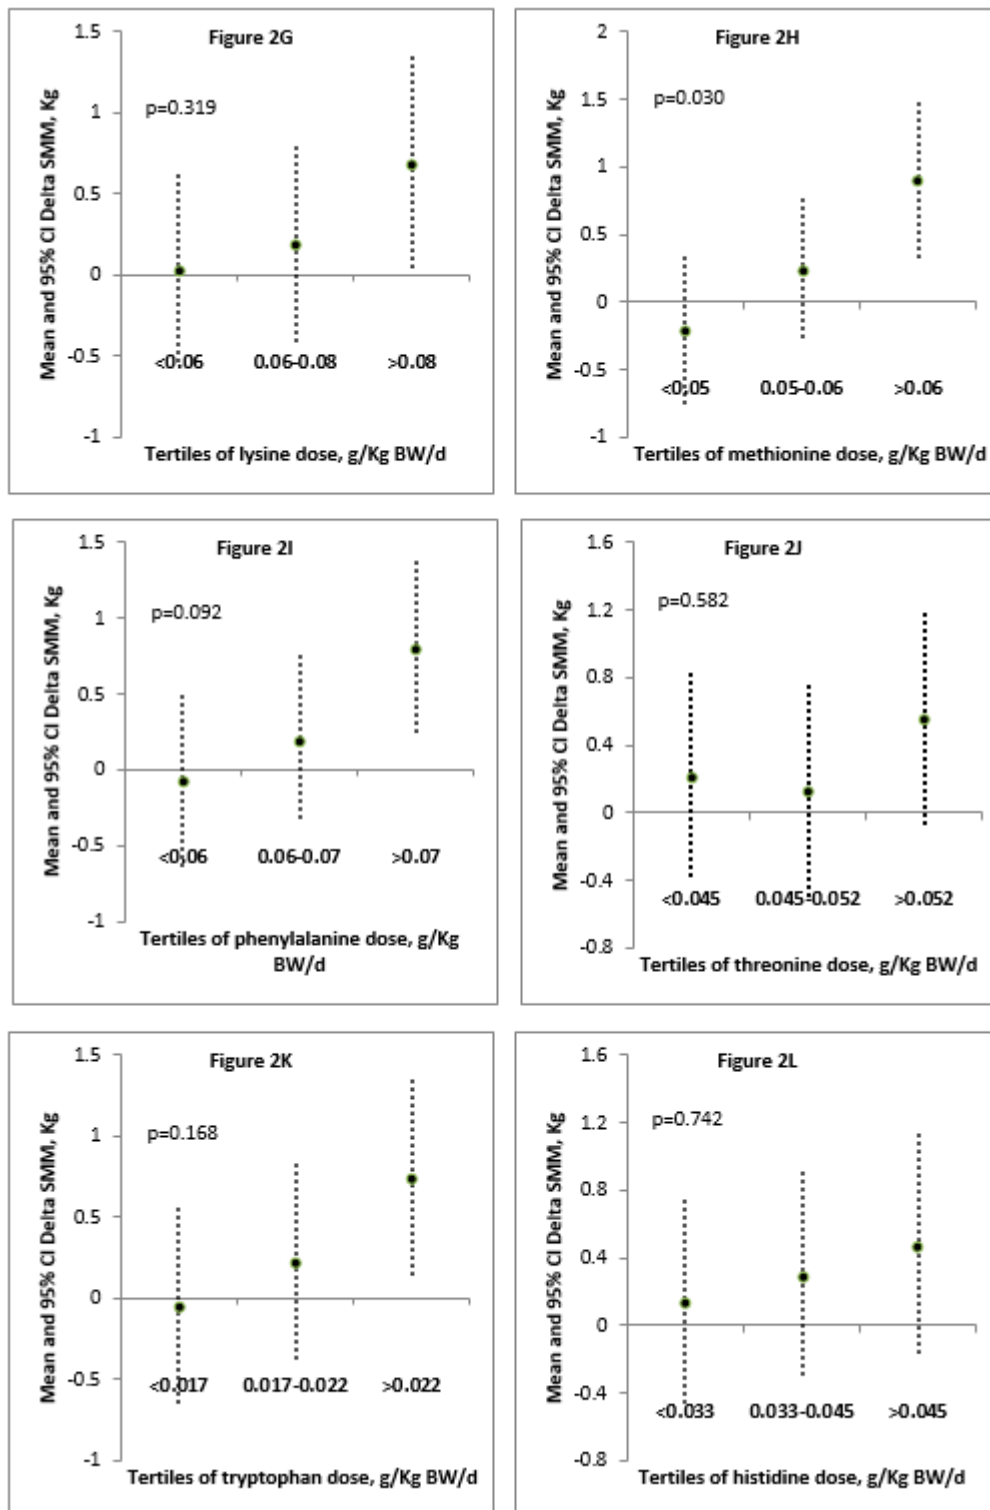 Figure 2G
p=0.319
Mean and 95% CI Delta SMM, Kg
1.5
1
0.5
0
-0.5
-1
<0.06
0.06-0.08
>0.08
Tertiles of lysine dose, g/Kg BW/d
Figure 2H
p=0.030
Mean and 95% CI Delta SMM, Kg
2
1.5
1
0.5
0
-0.5
-1
<0.05
0.05-0.06
>0.06
Tertiles of methionine dose, g/Kg BW/d
Figure 2I
p=0.092
Mean and 95% CI Delta SMM, Kg
1.5
1
0.5
0
-0.5
-1
<0.06
0.06-0.07
>0.07
Tertiles of phenylalanine dose, g/Kg
BW/d
Figure 2J
p=0.582
Mean and 95% CI Delta SMM, Kg
1.6
1.2
0.8
0.4
0
-0.4
-0.8
<0.045
0.045-0.052
>0.052
Tertiles of threonine dose, g/Kg BW/d
Figure 2K
p=0.168
Mean and 95% CI Delta SMM, Kg
1.5
1
0.5
0
-0.5
-1
<0.017
0.017-0.022
>0.022
Tertiles of tryptophan dose, g/Kg BW/d
Figure 2L
p=0.742
Mean and 95% CI Delta SMM, Kg
1.6
1.2
0.8
0.4
0
-0.4
-0.8
<0.033
0.033-0.045
>0.045
Tertiles of histidine dose, g/Kg BW/d